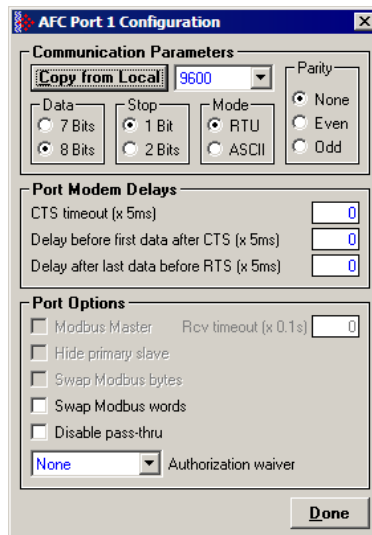 AFC Port 1 Configuration
Communication Parameters
Copy from Local 9600
Parity
None
Even
Odd
Data
7 Bits
8 Bits
Stop
1 Bit
2 Bits
Mode
RTU
ASCII
Port Modem Delays
CTS timeout (x 5ms) 0
Delay before first data after CTS (x 5ms) 0
Delay after last data before RTS (x 5ms) 0
Port Options
Modbus Master Rcv timeout (x 0.1s) 0
Hide primary slave
Swap Modbus bytes
Swap Modbus words
Disable pass-thru
None Authorization waiver
Done